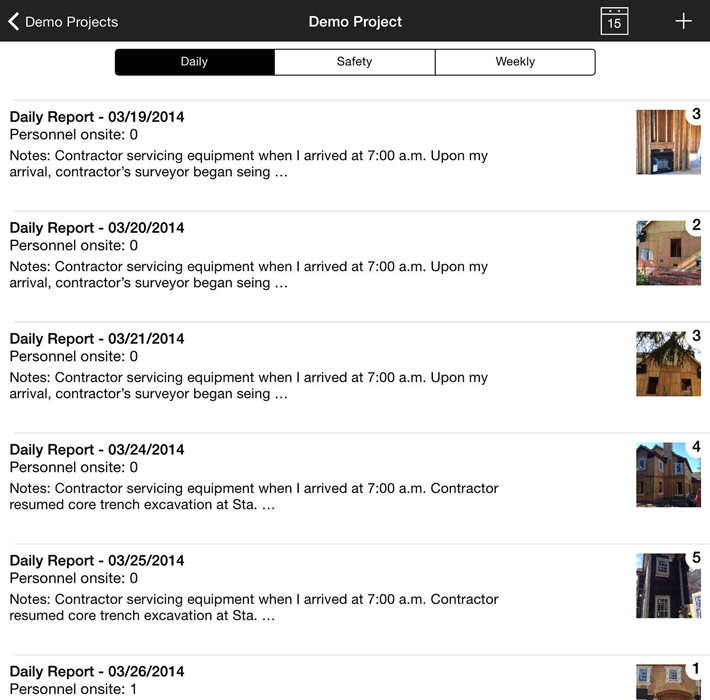 Demo Projects
Demo Project
15
Daily
Safety
Weekly
Daily Report - 03/19/2014
3
Personnel onsite: 0
Notes: Contractor servicing equipment when I arrived at 7:00 a.m. Upon my
arrival, contractor's surveyor began seing ...
Daily Report - 03/20/2014
2
Personnel onsite: 0
Notes: Contractor servicing equipment when I arrived at 7:00 a.m. Upon my
arrival, contractor's surveyor began seing ...
Daily Report - 03/21/2014
3
Personnel onsite: 0
Notes: Contractor servicing equipment when I arrived at 7:00 a.m. Upon my
arrival, contractor's surveyor began seing ...
Daily Report - 03/24/2014
4
Personnel onsite: 0
Notes: Contractor servicing equipment when I arrived at 7:00 a.m. Contractor
resumed core trench excavation at Sta. ...
Daily Report - 03/25/2014
5
Personnel onsite: 0
Notes: Contractor servicing equipment when I arrived at 7:00 a.m. Contractor
resumed core trench excavation at Sta. ...
Daily Report - 03/26/2014
1
Personnel onsite: 1